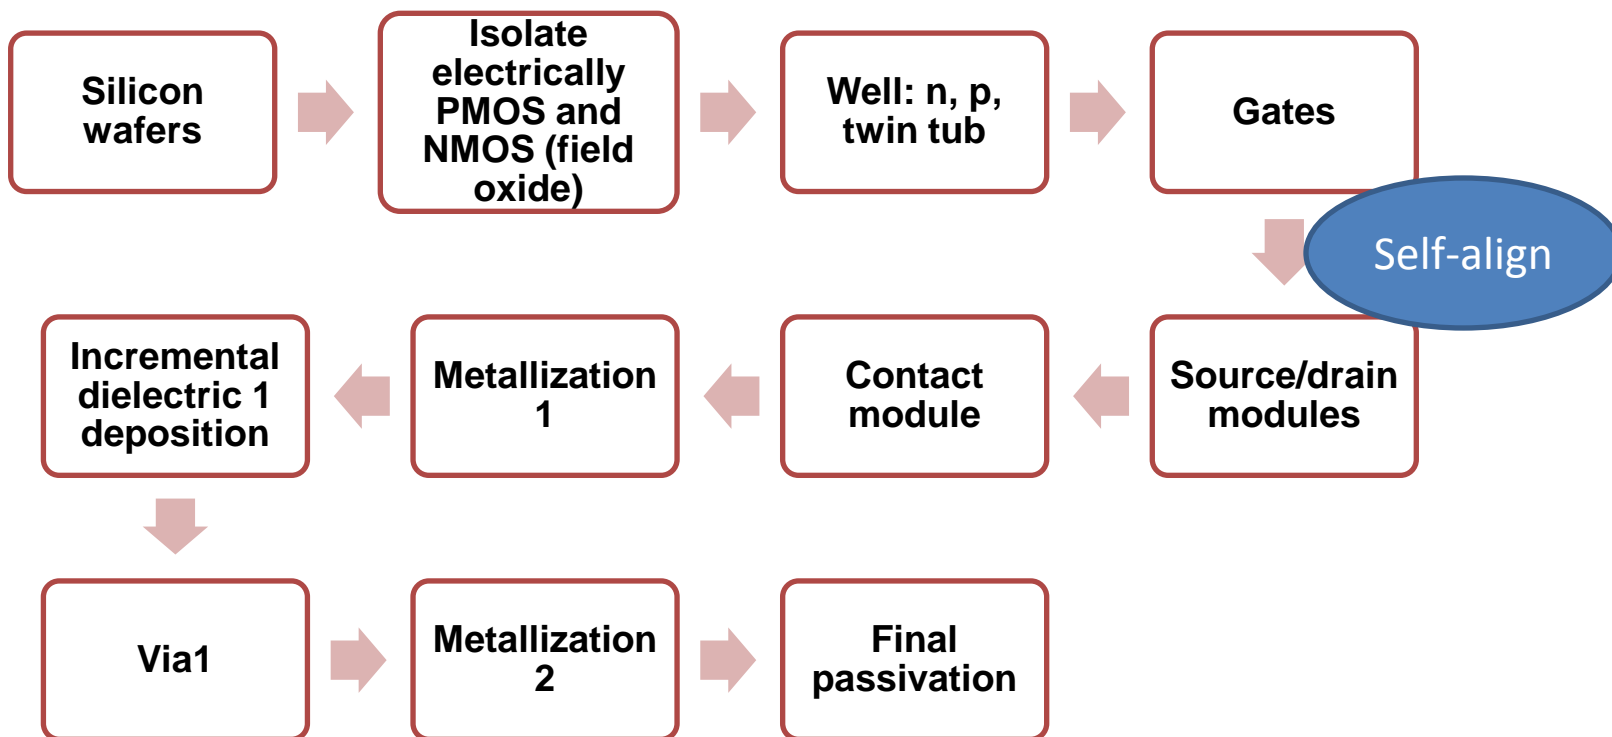 Silicon
wafers
Isolate
electrically
PMOS and
NMOS (field
oxide)
Well: n, p,
twin tub
Gates
Self-align
Source/drain
modules
Contact
module
Metallization
1
Incremental
dielectric 1
deposition
Via1
Metallization
2
Final
passivation